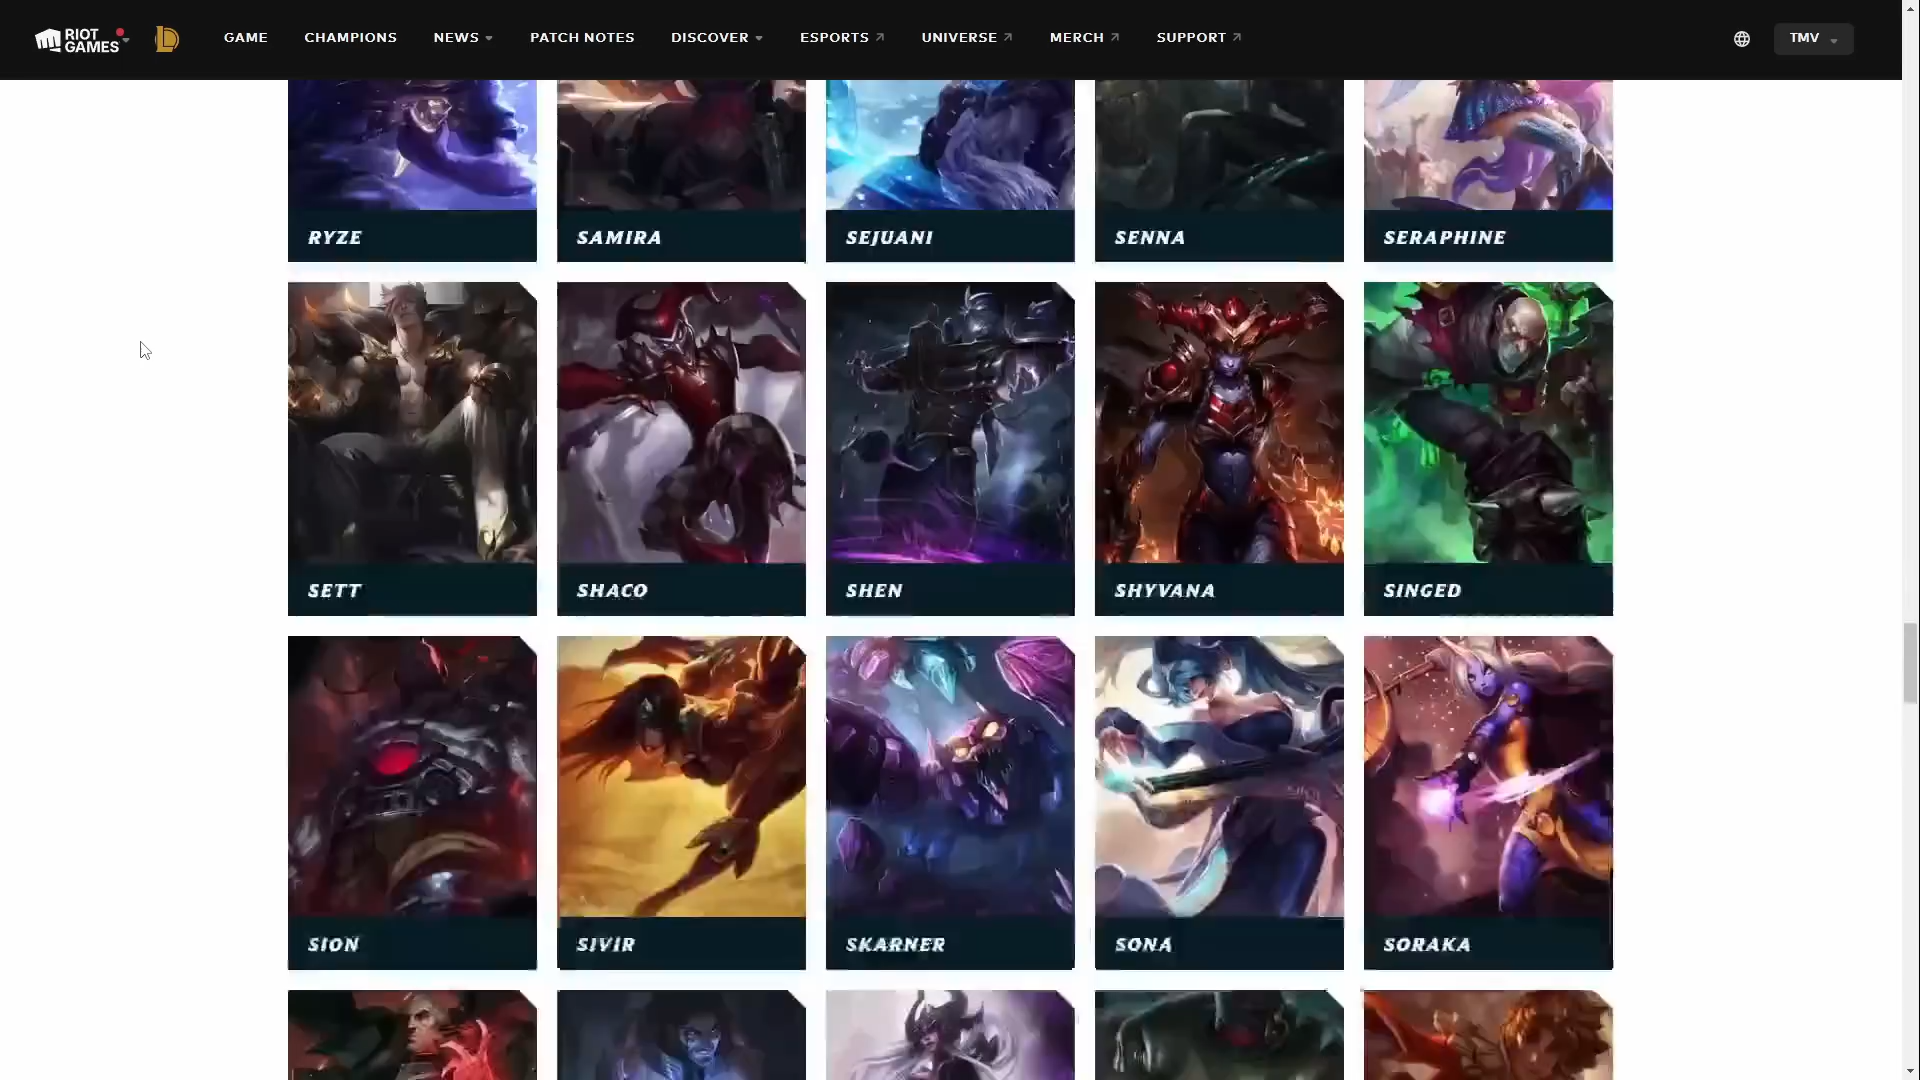 RIOT
GAMES
GAME
CHAMPIONS
NEWS
PATCH NOTES
DISCOVER
ESPORTS
UNIVERSE
MERCH
SUPPORT
TMV
RYZE
SAMIRA
SEJUANI
SENNA
SERAPHINE
SETT
SHACO
SHEN
SHYVANA
SINGED
SION
SIVIR
SKARNER
SONA
SORAKA